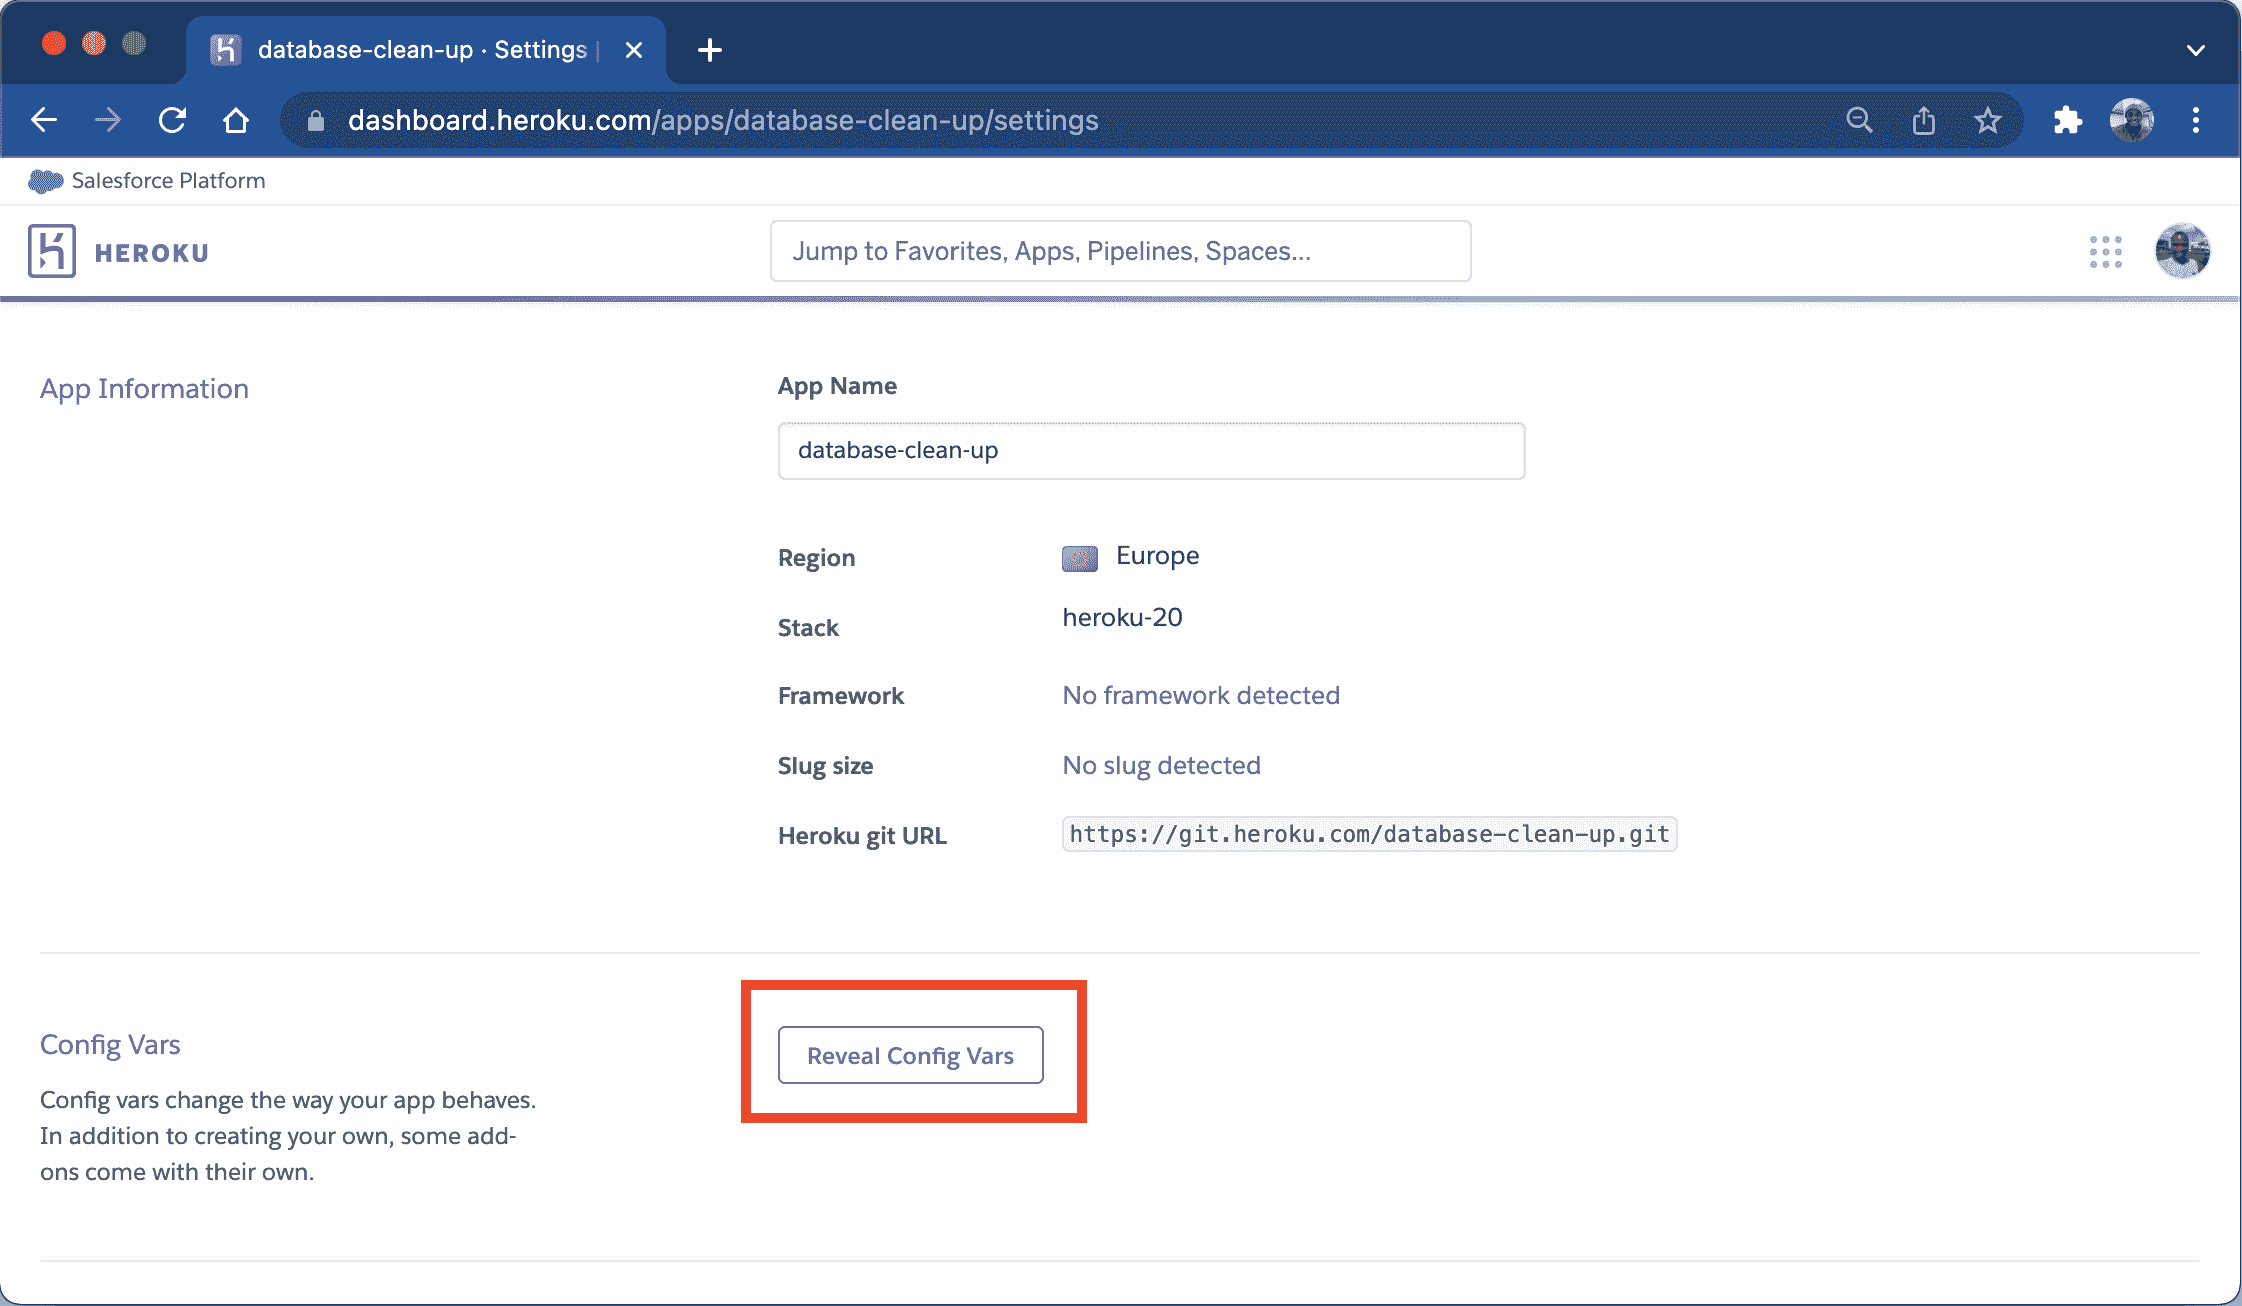 database-clean-up · Settings
dashboard.heroku.com/apps/database-clean-up/settings
Salesforce Platform
HEROKU
Jump to Favorites, Apps, Pipelines, Spaces...
App Information
App Name
database-clean-up
Region
Europe
Stack
heroku-20
Framework
No framework detected
Slug size
No slug detected
Heroku git URL
https://git.heroku.com/database-clean-up.git
Config Vars
Reveal Config Vars
Config vars change the way your app behaves.
In addition to creating your own, some add-
ons come with their own.